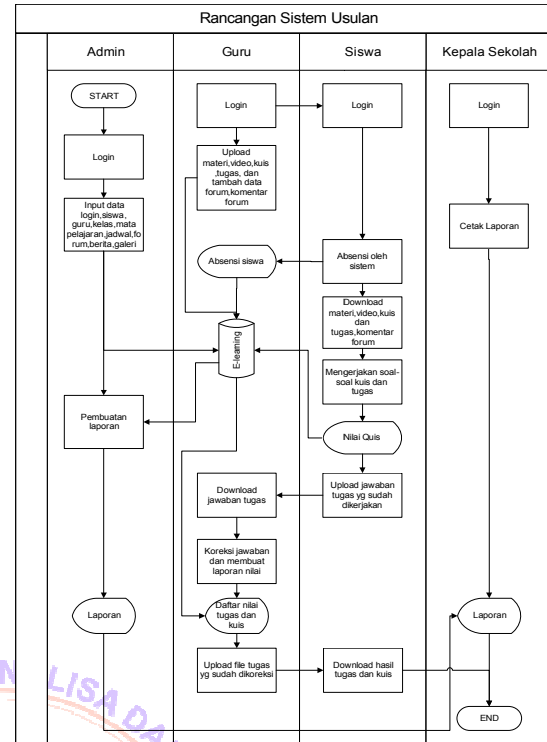 Rancangan Sistem Usulan
Admin
Guru
Siswa
Kepala Sekolah
START
Login
Login
Login
Login
Upload
materi,video,kuis
,tugas, dan
tambah data
forum,komentar
forum
Input data
login,siswa,
guru,kelas,mata
pelajaran,jadwal,fo
rum,berita,galeri
Cetak Laporan
Absensi siswa
Absensi oleh
sistem
Download
materi,video,kuis
dan
tugas,komentar
forum
E-learning
Mengerjakan soal-
soal kuis dan
tugas
Pembuatan
laporan
Nilai Quis
Download
jawaban tugas
Upload jawaban
tugas yg sudah
dikerjakan
Koreksi jawaban
dan membuat
laporan nilai
Laporan
Daftar nilai
tugas dan
kuis
Laporan
Upload file tugas
yg sudah dikoreksi
Download hasil
tugas dan kuis
END